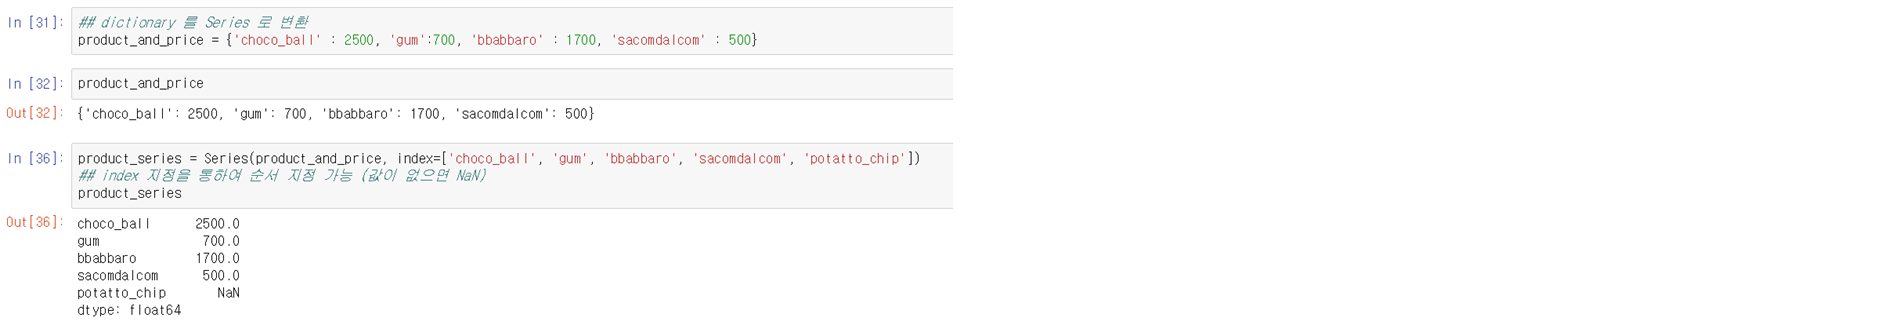 In [31]: ## dictionary 를 Series 로 변환
product_and_price = {'choco_ball' : 2500, 'gum':700, 'bbabbaro' : 1700, 'sacomdalcom' : 500}
In [32]: product_and_price
Out[32]: {'choco_ball': 2500, 'gum': 700, 'bbabbaro': 1700, 'sacomdalcom': 500}
In [36]: product_series = Series(product_and_price, index=['choco_ball', 'gum', 'bbabbaro', 'sacomdalcom', 'potatto_chip'])
## index 지정을 통하여 순서 지정 가능 (값이 없으면 NaN)
product_series
Out[36]: choco_ball 2500.0
gum 700.0
bbabbaro 1700.0
sacomdalcom 500.0
potatto_chip NaN
dtype: float64